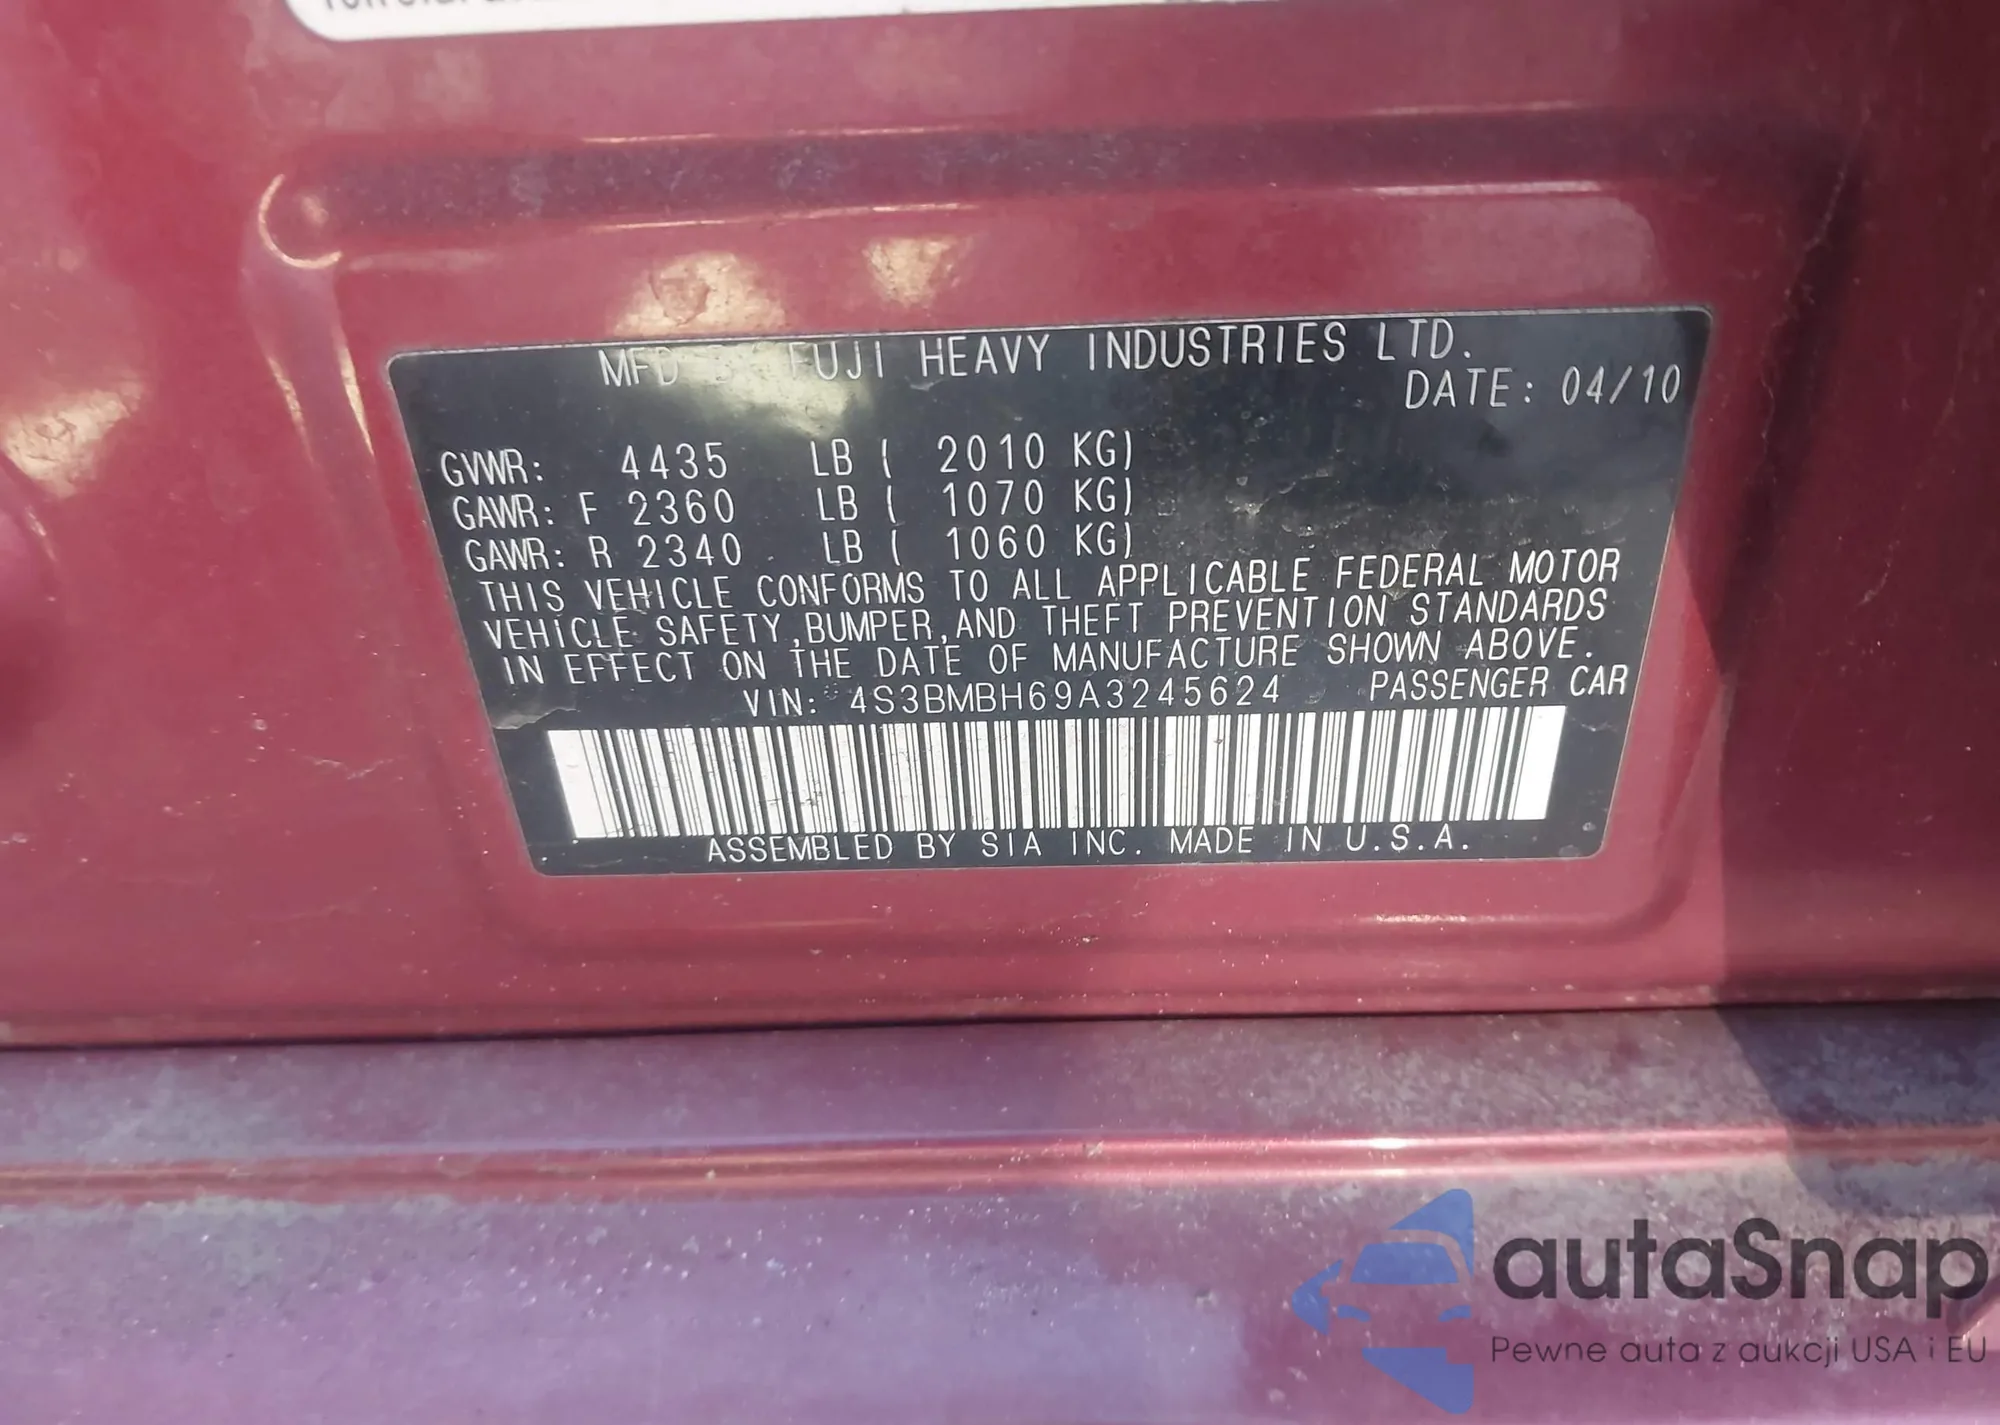 MFD BY FUJI HEAVY INDUSTRIES LTD.
DATE: 04/10
GVWR: 4435 LB ( 2010 KG)
GAWR: F 2360 LB ( 1070 KG)
GAWR: R 2340 LB ( 1060 KG)
THIS VEHICLE CONFORMS TO ALL APPLICABLE FEDERAL MOTOR
VEHICLE SAFETY,BUMPER,AND THEFT PREVENTION STANDARDS
IN EFFECT ON THE DATE OF MANUFACTURE SHOWN ABOVE.
VIN: 4S3BMBH69A3245624 PASSENGER CAR
ASSEMBLED BY SIA INC. MADE IN U.S.A.
autaSnap
Pewne auta z aukcji USA i EU